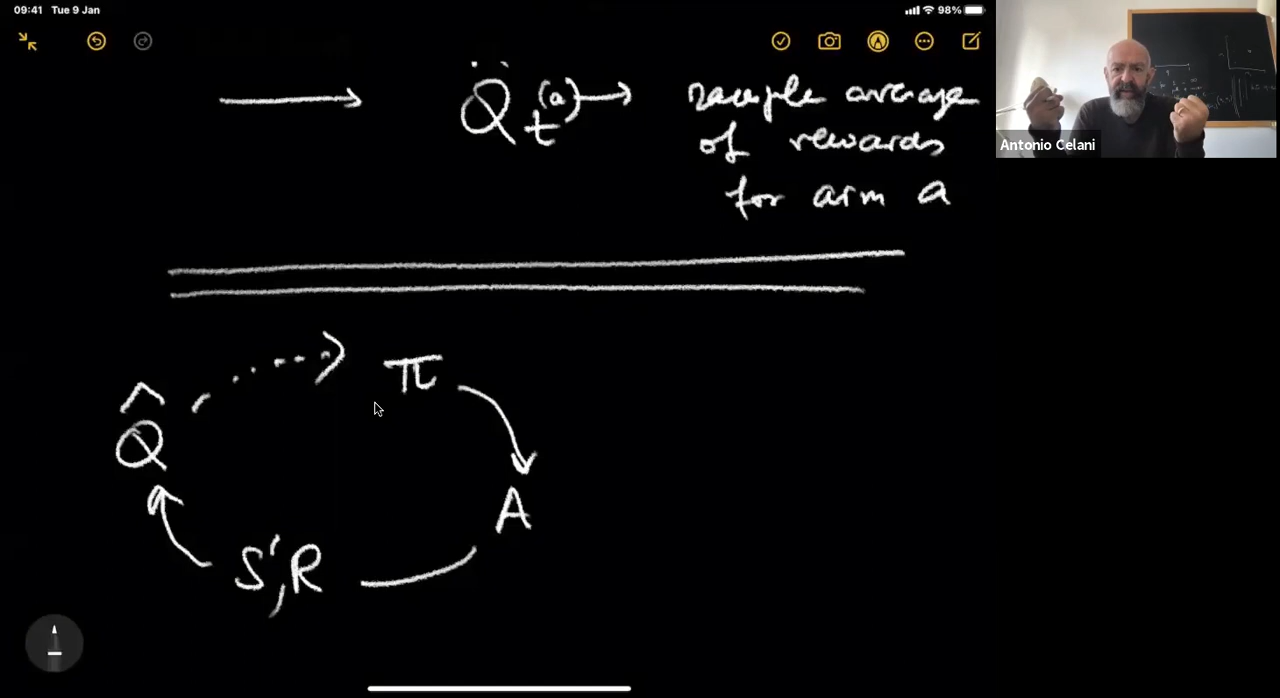 09:41 Tue 9 Jan
98%
Antonio Celani
Q̂ₜ(a) → sample average
of rewards
for arm a
π
Q̂
A
S',R